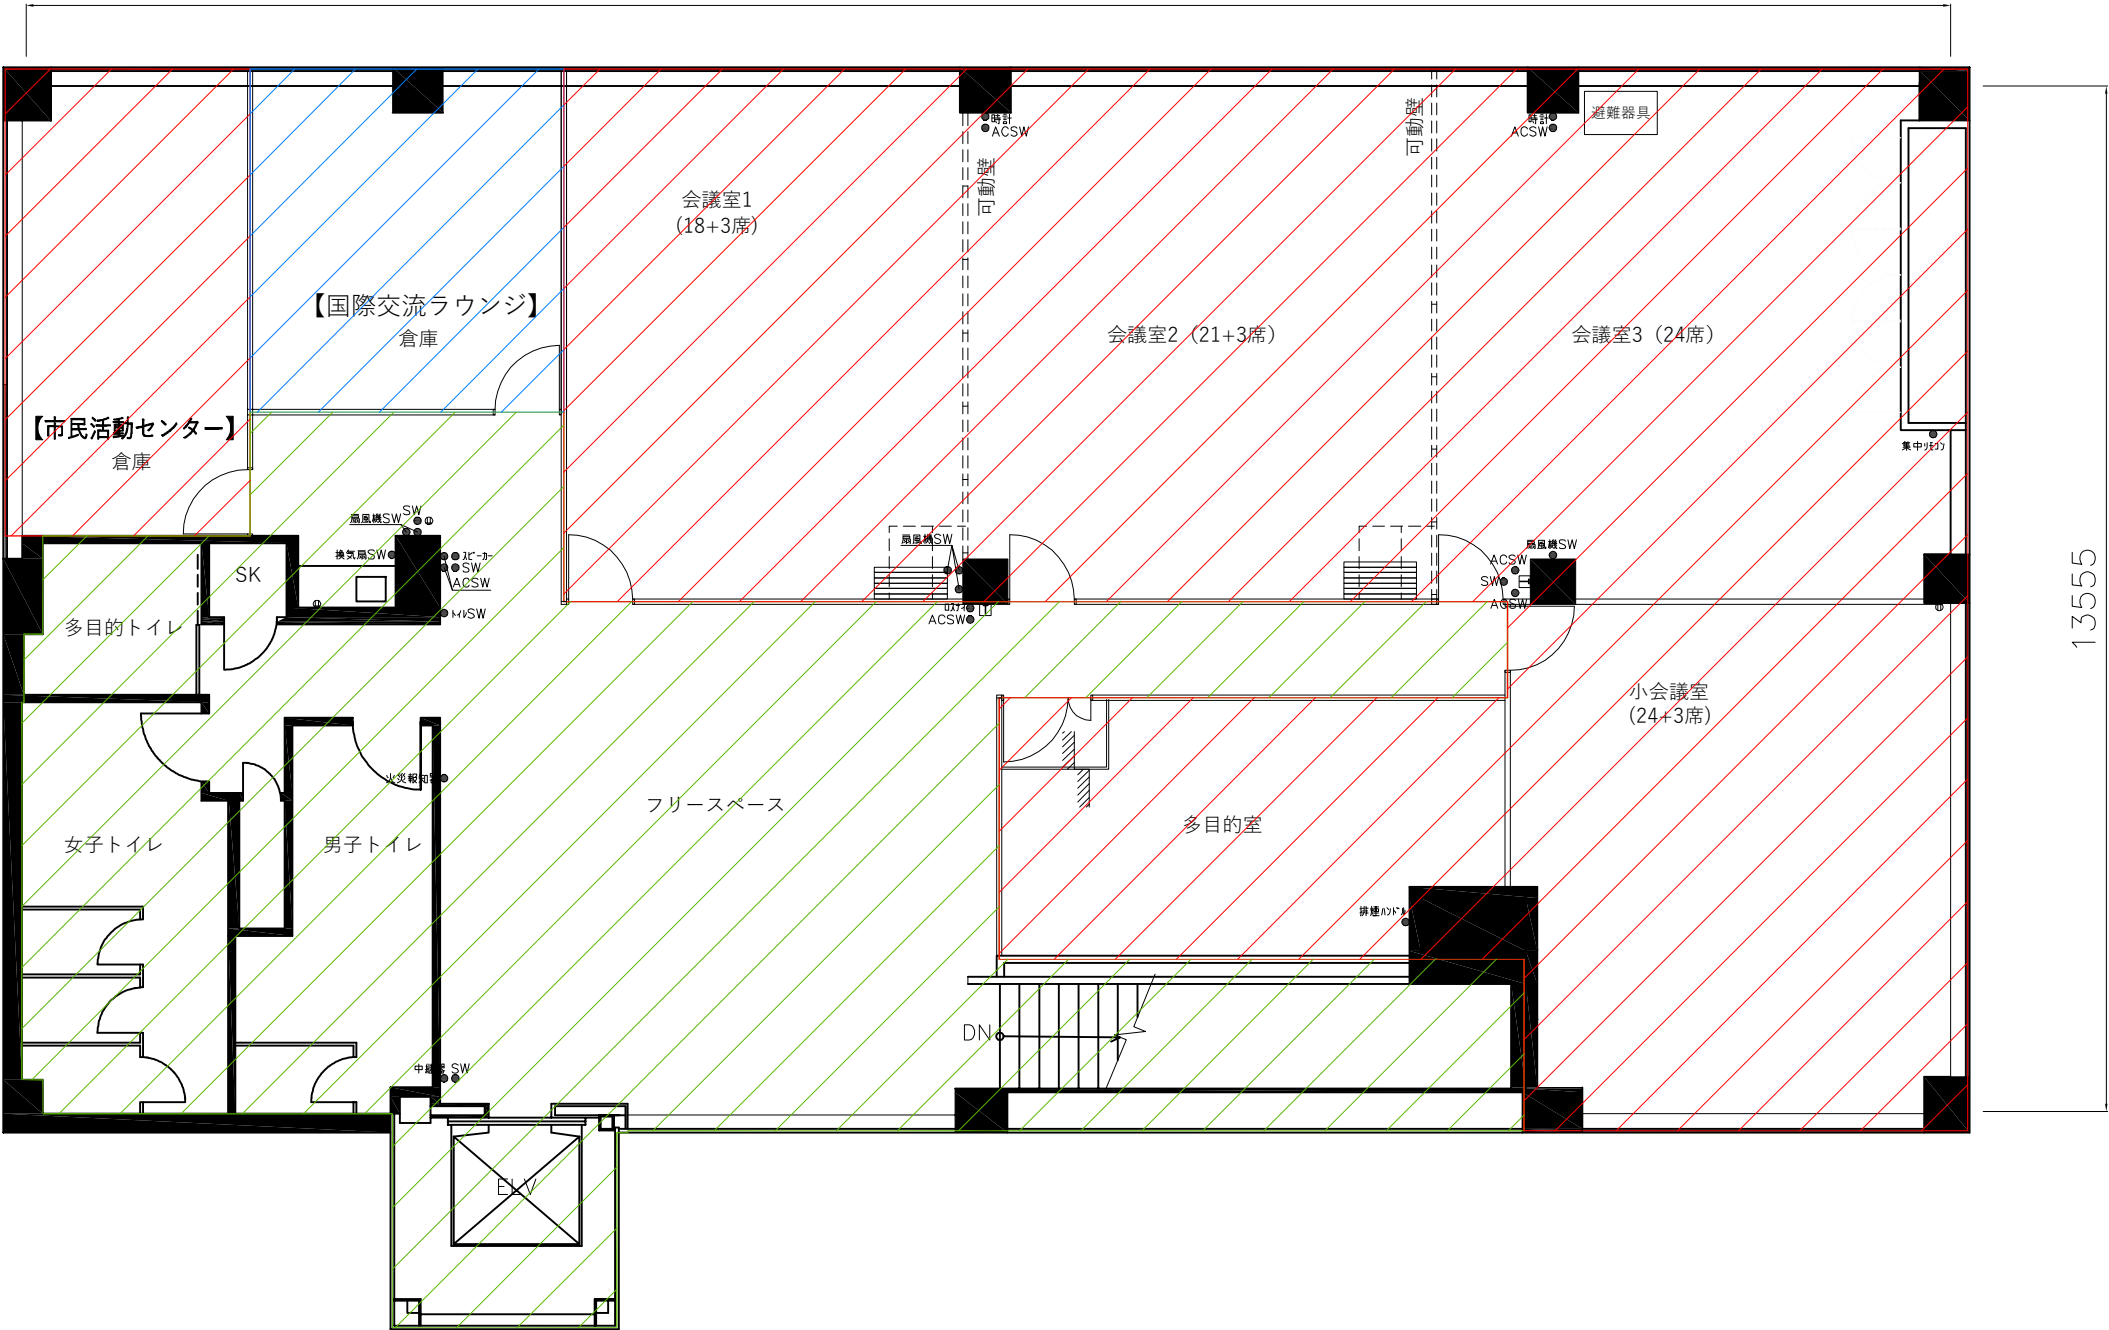 時計
ACSW
可動壁
可動壁
時計
ACSW
避難器具
会議室1
(18+3席)
【国際交流ラウンジ】
倉庫
会議室2（21+3席）
会議室3（24席）
【市民活動センター】
倉庫
集中ﾘﾓｺﾝ
SW
扇風機SW
換気扇SW
ｽﾋﾟｰｶｰ
SW
ACSW
扇風機SW
扇風機SW
ACSW
SW
ACSW
SK
ﾄｲﾚSW
ACSW
多目的トイレ
13555
小会議室
(24+3席)
火災報知器
フリースペース
多目的室
女子トイレ
男子トイレ
排煙ﾊﾝﾄﾞﾙ
DN
中継器 SW
ELV